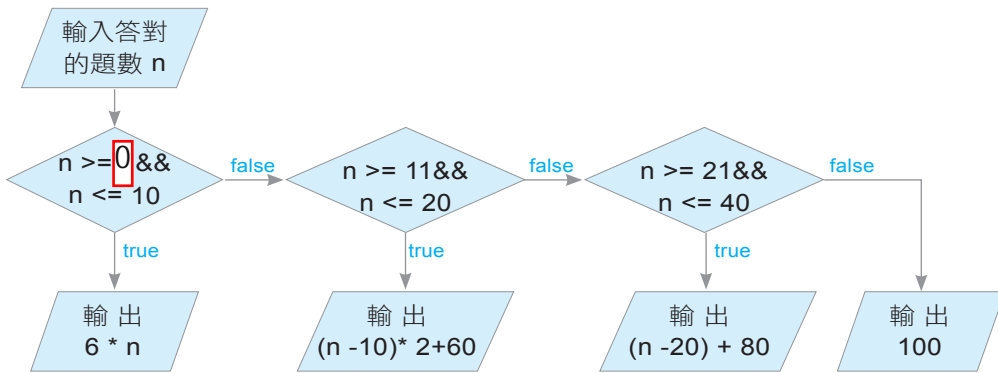 輸入答對
的題數 n
n >=0&&
n <= 10
false
n >= 11&&
n <= 20
false
n >= 21&&
n <= 40
false
true
true
true
輸 出
6 * n
輸 出
(n -10)* 2+60
輸 出
(n -20) + 80
輸 出
100